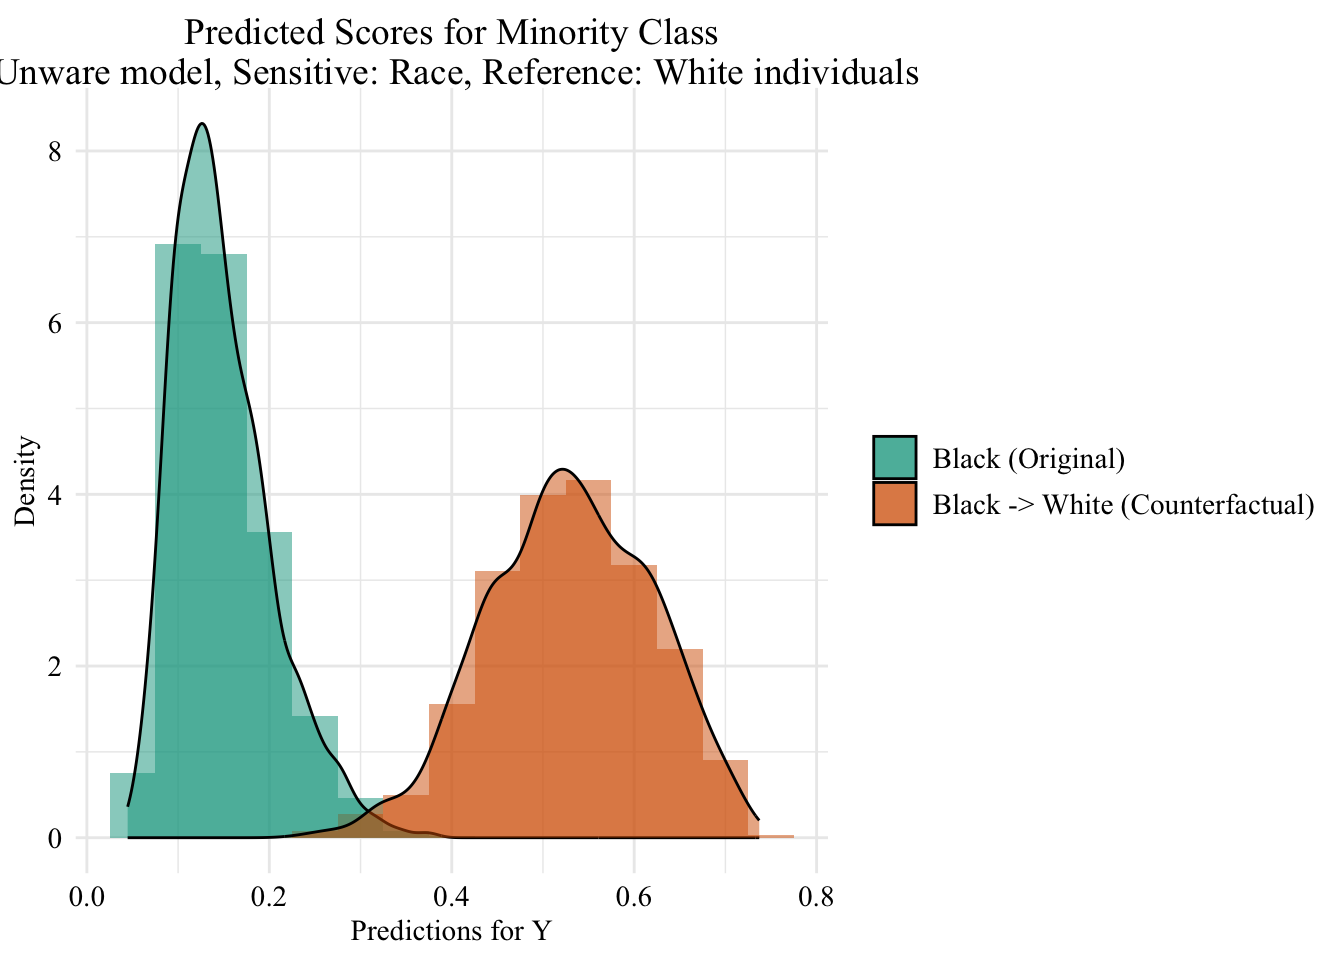 Predicted Scores for Minority Class
Unware model, Sensitive: Race, Reference: White individuals
8
6
4
2
0
Density
0.0 0.2 0.4 0.6 0.8
Predictions for Y
Black (Original)
Black -> White (Counterfactual)